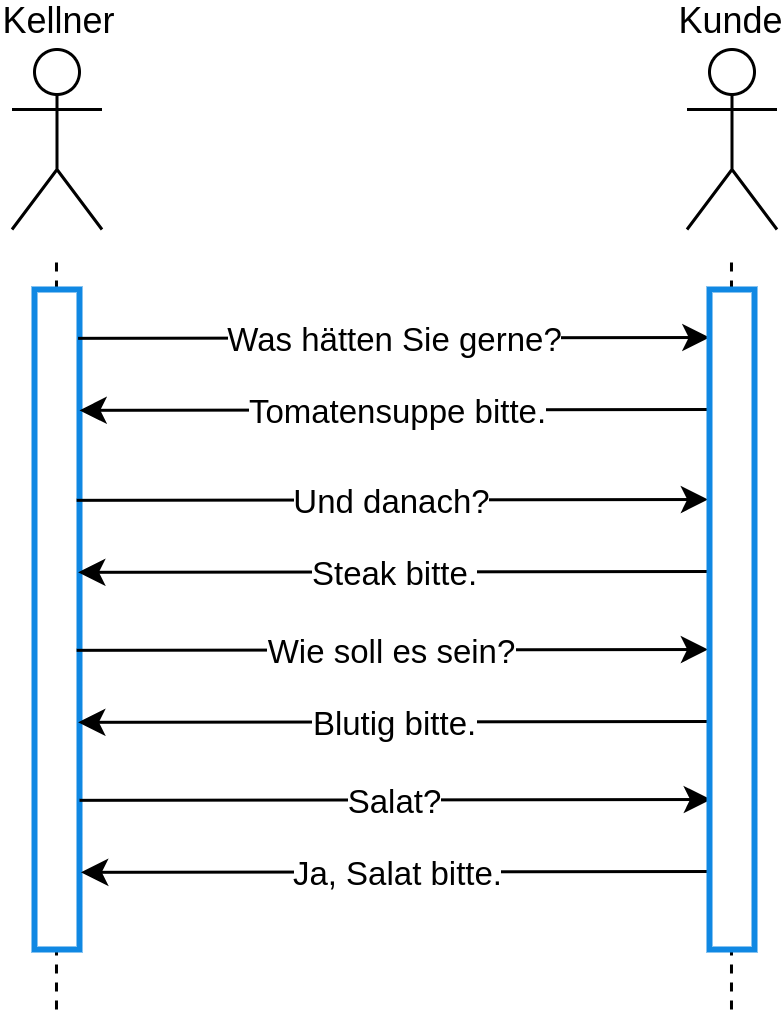 Kellner
Kunde
Was hätten Sie gerne?
Tomatensuppe bitte.
Und danach?
Steak bitte.
Wie soll es sein?
Blutig bitte.
Salat?
Ja, Salat bitte.